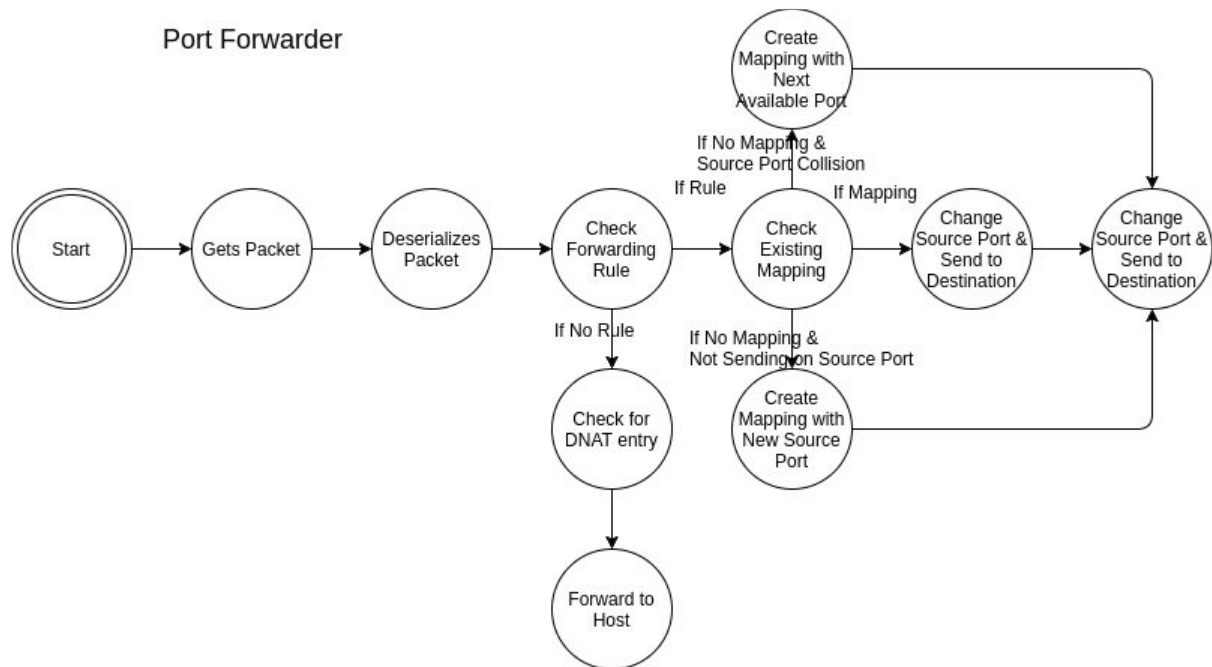 Port Forwarder
Create
Mapping with
Next
Available Port
If No Mapping &
Source Port Collision
If Rule
If Mapping
Start
Gets Packet
Deserializes
Packet
Check
Forwarding
Rule
Check
Existing
Mapping
Change
Source Port &
Send to
Destination
Change
Source Port &
Send to
Destination
If No Rule
If No Mapping &
Not Sending on Source Port
Check for
DNAT entry
Create
Mapping with
New Source
Port
Forward to
Host